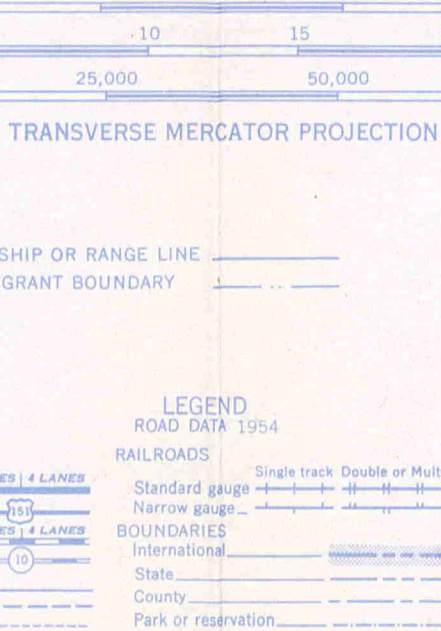 10 15
25,000 50,000
TRANSVERSE MERCATOR PROJECTION
SHIP OR RANGE LINE
GRANT BOUNDARY
LEGEND
ROAD DATA 1954
RAILROADS
Single track Double or Mult
ES | 4 LANES
Standard gauge
151
Narrow gauge
ES | 4 LANES
BOUNDARIES
10
International
State
County
Park or reservation